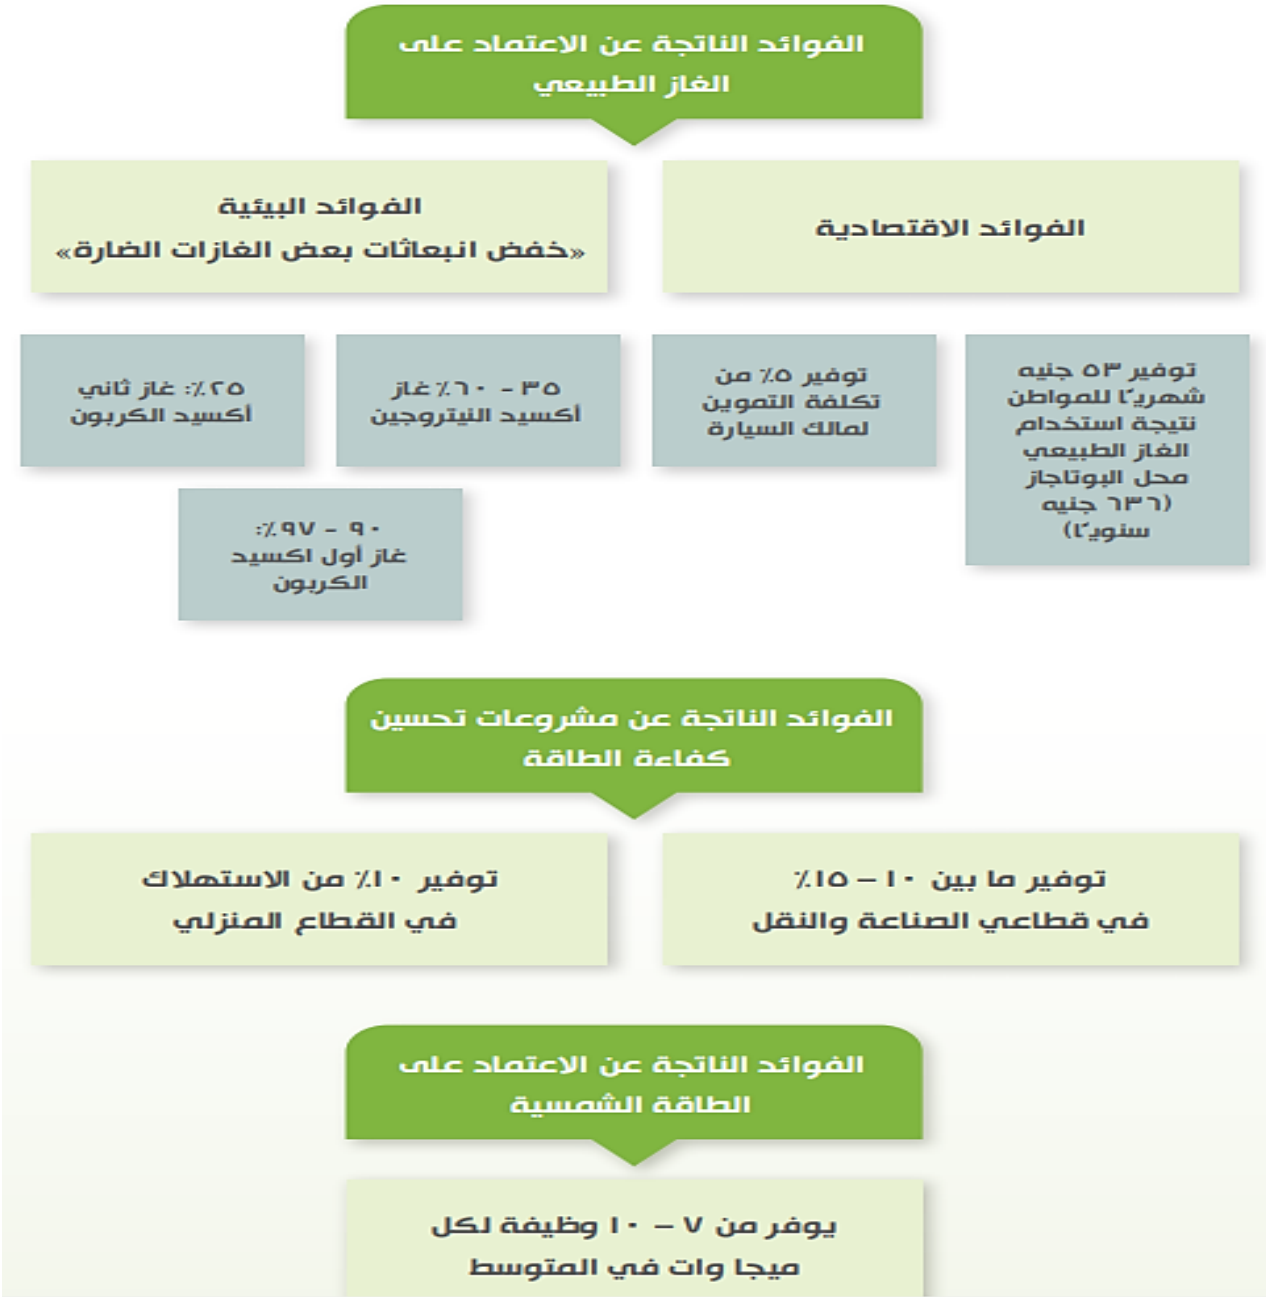 الفوائد الناتجة عن الاعتماد على
الغاز الطبيعي
الفوائد الاقتصادية
توفير ٥٣ جنيه
شهريًا للمواطن
نتيجة استخدام
الغاز الطبيعي
محل البوتاجاز
(٦٣٦ جنيه
سنويًا)
توفير ٥٪ من
تكلفة التموين
لمالك السيارة
الفوائد البيئية
«خفض انبعاثات بعض الغازات الضارة»
٣٥ - ٦٠٪ غاز
أكسيد النيتروجين
٢٥٪: غاز ثاني
أكسيد الكربون
٩٠ - ٩٧٪:
غاز أول اكسيد
الكربون
الفوائد الناتجة عن مشروعات تحسين
كفاءة الطاقة
توفير ما بين ١٠ – ١٥٪
في قطاعي الصناعة والنقل
توفير ١٠٪ من الاستهلاك
في القطاع المنزلي
الفوائد الناتجة عن الاعتماد على
الطاقة الشمسية
يوفر من ٧ – ١٠ وظيفة لكل
ميجا وات في المتوسط